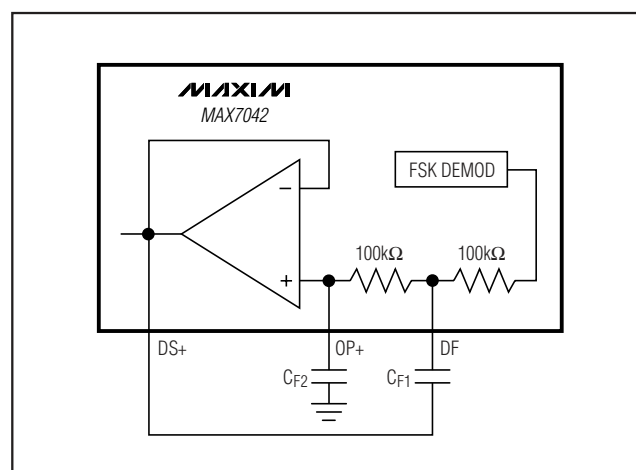 MAXIM
MAX7042
FSK DEMOD
−
100kΩ 100kΩ
+
DS+ OP+ DF
CF2 CF1